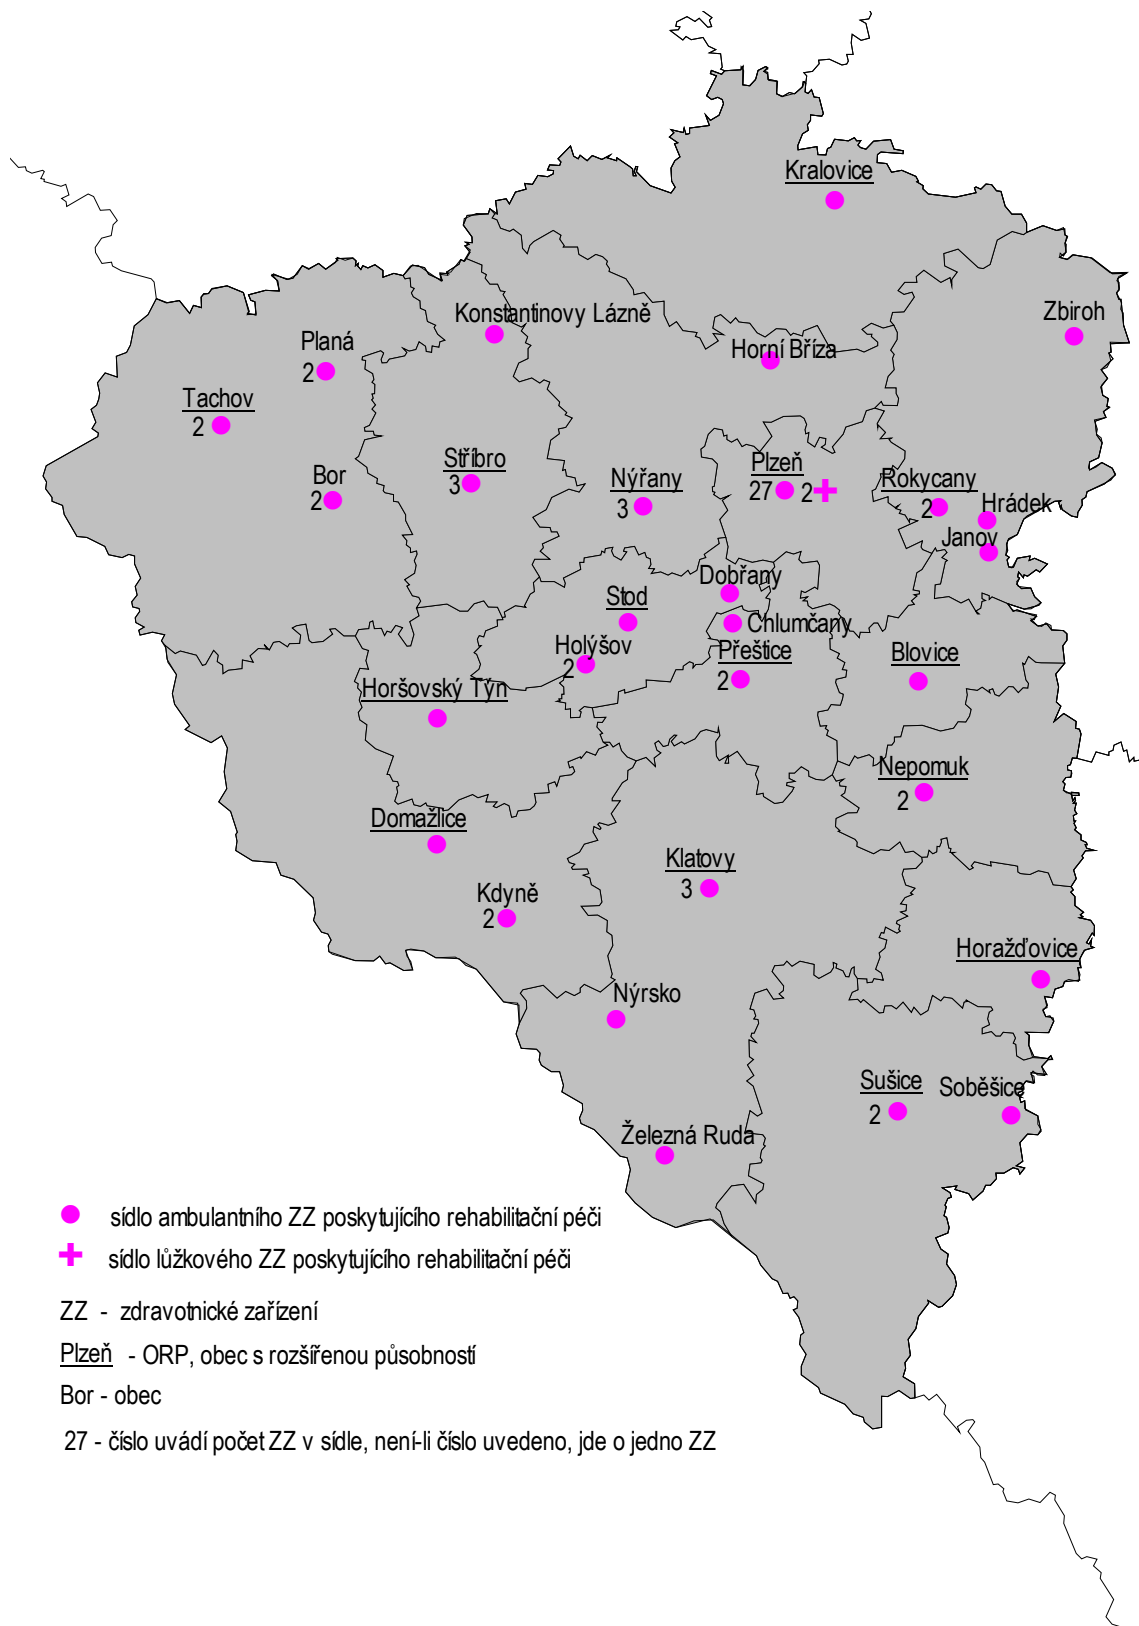 Kralovice
Konstantinovy Lázně
Zbiroh
Planá
2
Horní Bříza
Tachov
2
Bor
2
Stříbro
3
Nýřany
3
Plzeň
27 2
Rokycany
2
Hrádek
Janov
Dobřany
Stod
Chlumčany
Holýšov
2
Přeštice
2
Blovice
Horšovský Týn
Nepomuk
2
Domažlice
Klatovy
3
Kdyně
2
Horažďovice
Nýrsko
Sušice
2
Soběšice
Železná Ruda
sídlo ambulantního ZZ poskytujícího rehabilitační péči
sídlo lůžkového ZZ poskytujícího rehabilitační péči
ZZ - zdravotnické zařízení
Plzeň - ORP, obec s rozšířenou působností
Bor - obec
27 - číslo uvádí počet ZZ v sídle, není-li číslo uvedeno, jde o jedno ZZ